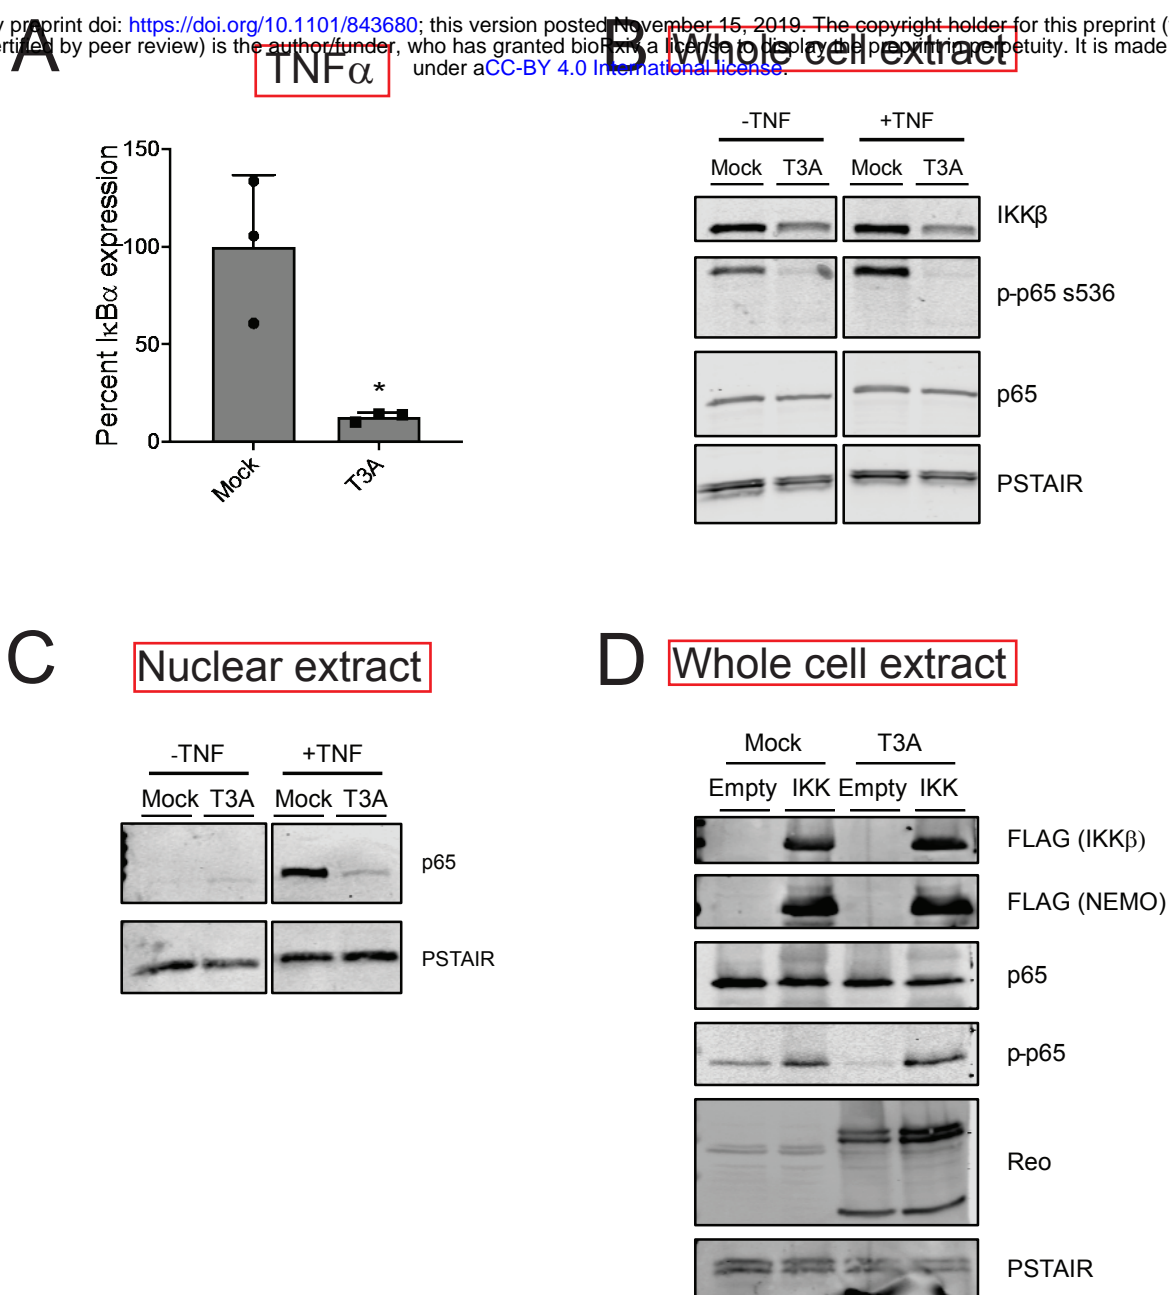 y preprint doi: https://doi.org/10.1101/843680; this version posted November 15, 2019. The copyright holder for this preprint (
ertified by peer review) is the author/funder, who has granted bioRxiv a license to display the preprint in perpetuity. It is made
under aCC-BY 4.0 International license.
A
TNFα
Percent IκBα expression
150
100
50
0
*
Mock
T3A
B
Whole cell extract
-TNF +TNF
Mock T3A Mock T3A
IKKβ
p-p65 s536
p65
PSTAIR
C
Nuclear extract
-TNF +TNF
Mock T3A Mock T3A
p65
PSTAIR
D
Whole cell extract
Mock T3A
Empty IKK Empty IKK
FLAG (IKKβ)
FLAG (NEMO)
p65
p-p65
Reo
PSTAIR